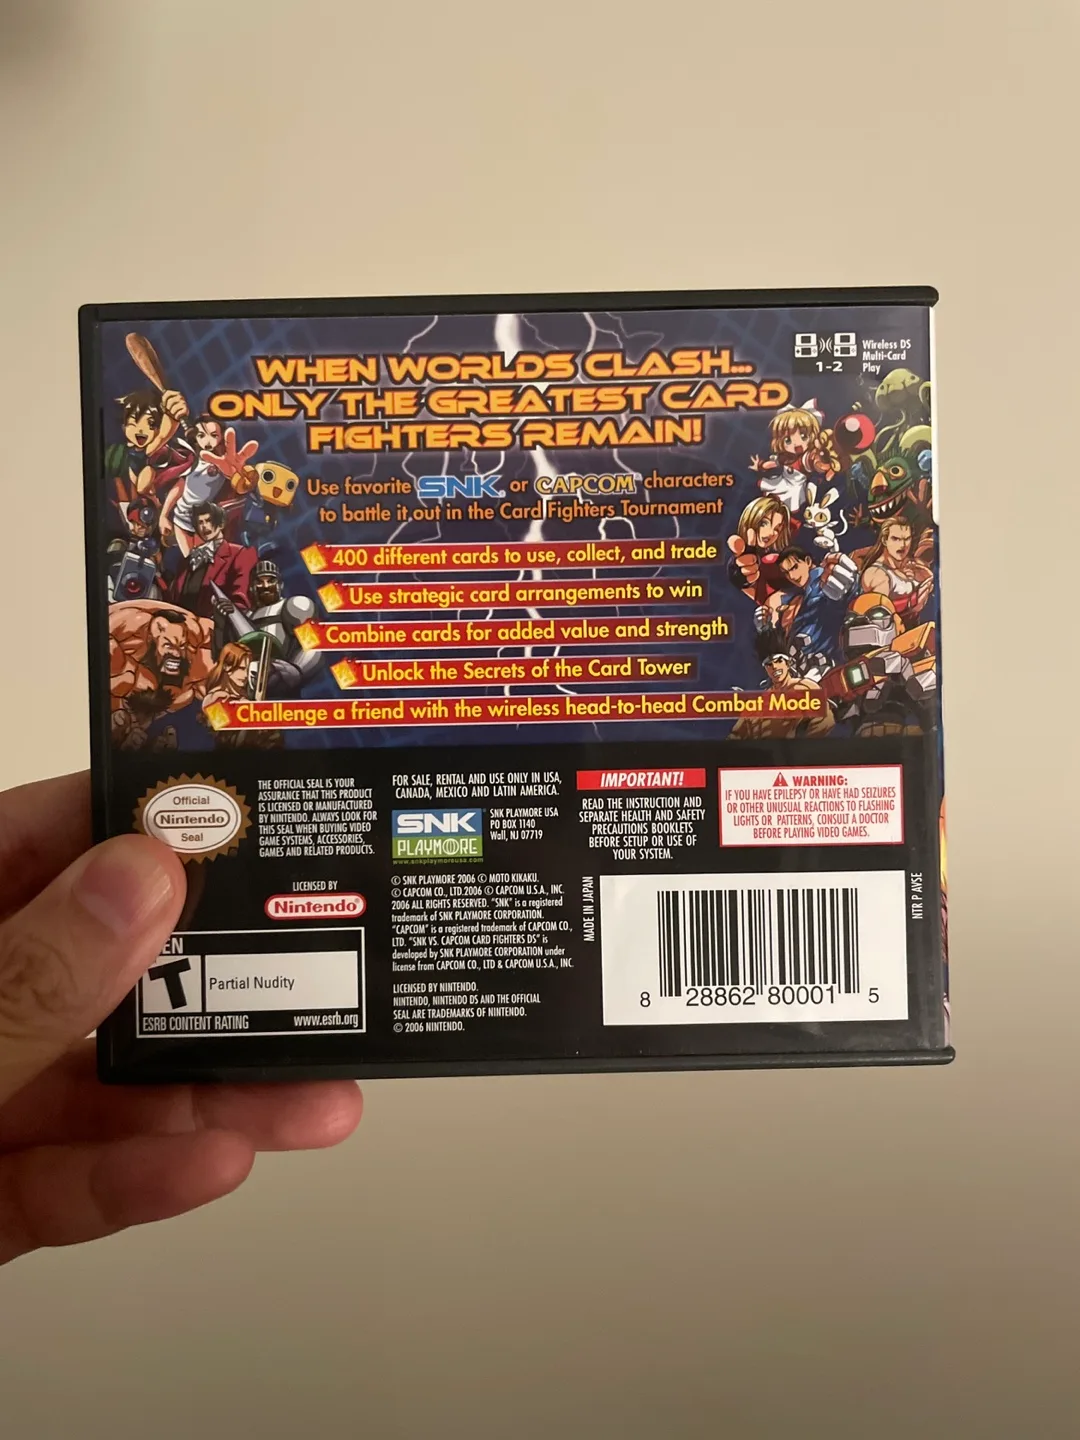 WHEN WORLDS CLASH...
ONLY THE GREATEST CARD
FIGHTERS REMAIN!
Wireless DS
Multi-Card
Play
1-2
Use favorite SNK® or CAPCOM® characters
to battle it out in the Card Fighters Tournament
400 different cards to use, collect, and trade
Use strategic card arrangements to win
Combine cards for added value and strength
Unlock the Secrets of the Card Tower
Challenge a friend with the wireless head-to-head Combat Mode
Official
Nintendo
Seal
THE OFFICIAL SEAL IS YOUR
ASSURANCE THAT THIS PRODUCT
IS LICENSED OR MANUFACTURED
BY NINTENDO. ALWAYS LOOK FOR
THIS SEAL WHEN BUYING VIDEO
GAME SYSTEMS, ACCESSORIES,
GAMES AND RELATED PRODUCTS.
LICENSED BY
Nintendo®
EN
T
Partial Nudity
ESRB CONTENT RATING www.esrb.org
FOR SALE, RENTAL AND USE ONLY IN USA,
CANADA, MEXICO AND LATIN AMERICA.
SNK®
PLAYMORE
www.snkplaymoreusa.com
SNK PLAYMORE USA
PO BOX 1140
Wall, NJ 07719
© SNK PLAYMORE 2006 © MOTO KIKAKU.
© CAPCOM CO., LTD. 2006 © CAPCOM U.S.A., INC.
2006 ALL RIGHTS RESERVED. "SNK" is a registered
trademark of SNK PLAYMORE CORPORATION.
"CAPCOM" is a registered trademark of CAPCOM CO.,
LTD. "SNK VS. CAPCOM CARD FIGHTERS DS" is
developed by SNK PLAYMORE CORPORATION under
license from CAPCOM CO., LTD & CAPCOM U.S.A., INC.
LICENSED BY NINTENDO.
NINTENDO, NINTENDO DS AND THE OFFICIAL
SEAL ARE TRADEMARKS OF NINTENDO.
© 2006 NINTENDO.
IMPORTANT!
READ THE INSTRUCTION AND
SEPARATE HEALTH AND SAFETY
PRECAUTIONS BOOKLETS
BEFORE SETUP OR USE OF
YOUR SYSTEM.
WARNING:
IF YOU HAVE EPILEPSY OR HAVE HAD SEIZURES
OR OTHER UNUSUAL REACTIONS TO FLASHING
LIGHTS OR PATTERNS, CONSULT A DOCTOR
BEFORE PLAYING VIDEO GAMES.
MADE IN JAPAN
8 28862 80001 5
NTR P AVSE